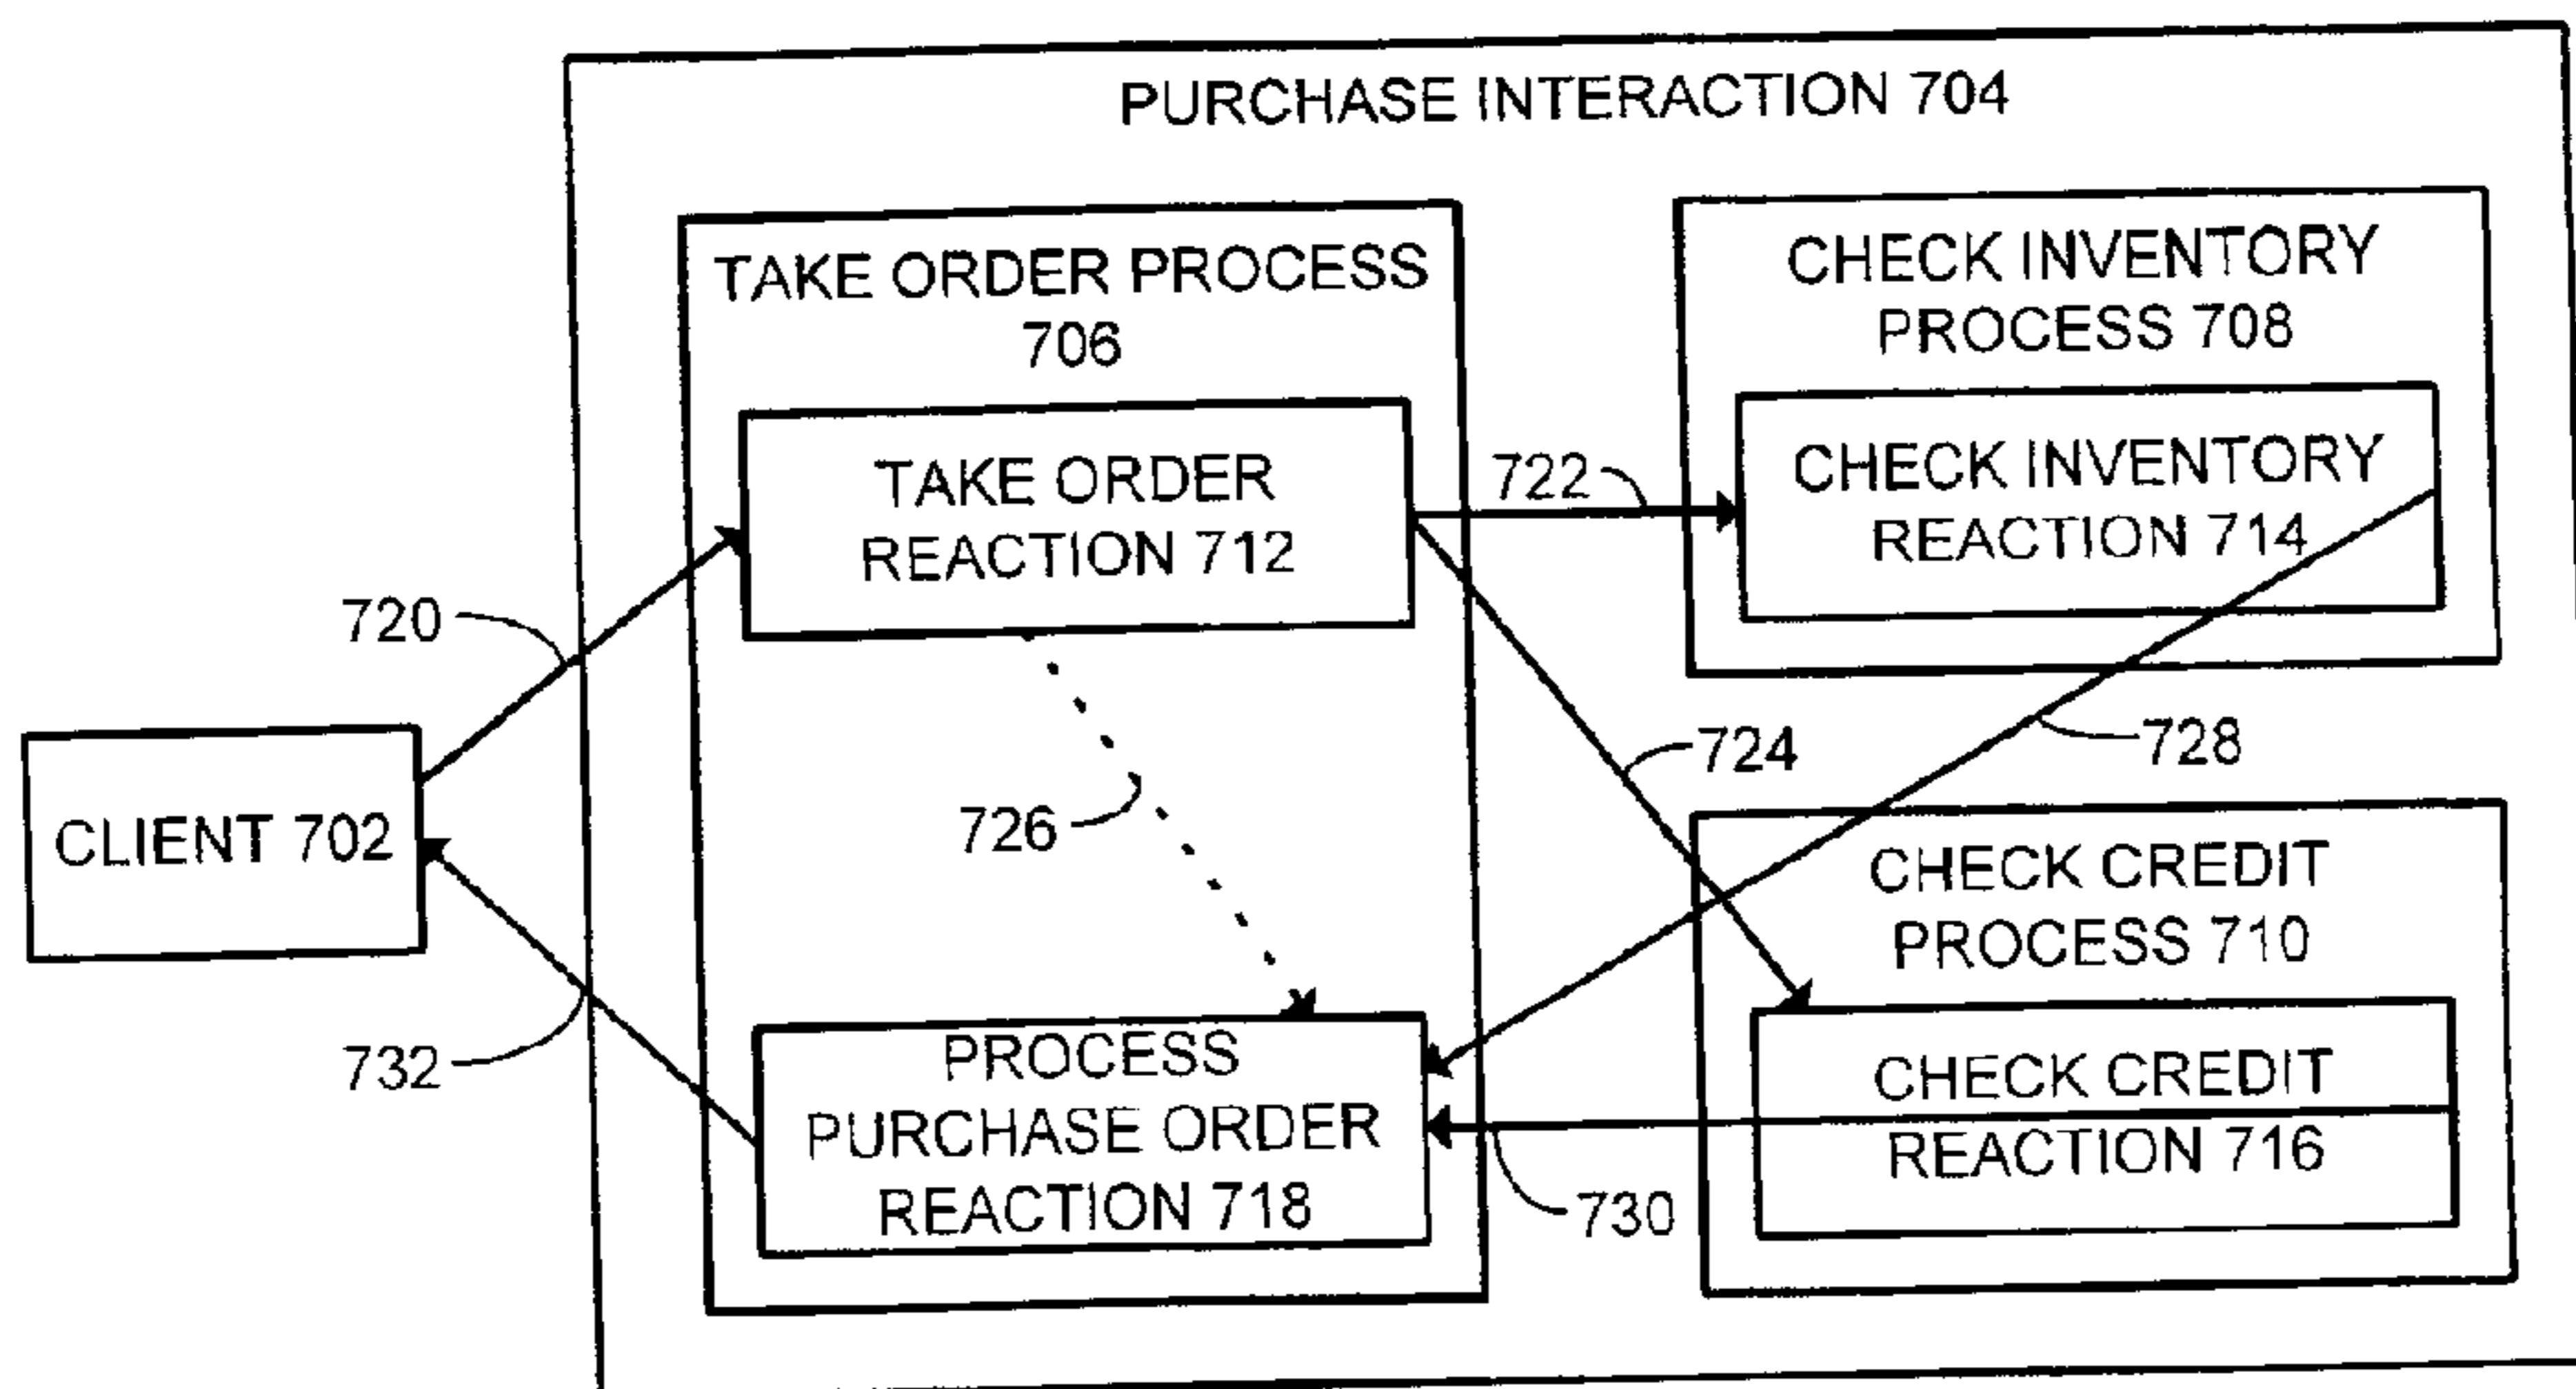 PURCHASE INTERACTION 704
TAKE ORDER PROCESS
706
CHECK INVENTORY
PROCESS 708
TAKE ORDER
REACTION 712
722
CHECK INVENTORY
REACTION 714
720
724
728
726
CLIENT 702
CHECK CREDIT
PROCESS 710
732
PROCESS
PURCHASE ORDER
REACTION 718
730
CHECK CREDIT
REACTION 716